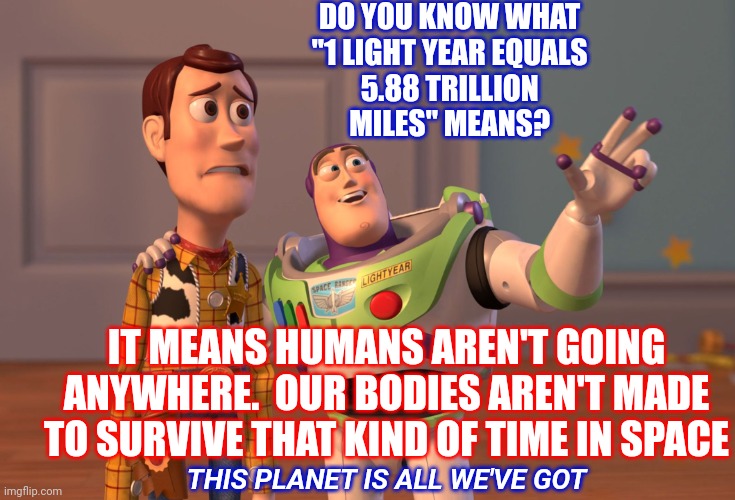 DO YOU KNOW WHAT
"1 LIGHT YEAR EQUALS
5.88 TRILLION
MILES" MEANS?
SPACE RANGER
LIGHTYEAR
IT MEANS HUMANS AREN'T GOING
ANYWHERE.  OUR BODIES AREN'T MADE
TO SURVIVE THAT KIND OF TIME IN SPACE
THIS PLANET IS ALL WE'VE GOT
imgflip.com